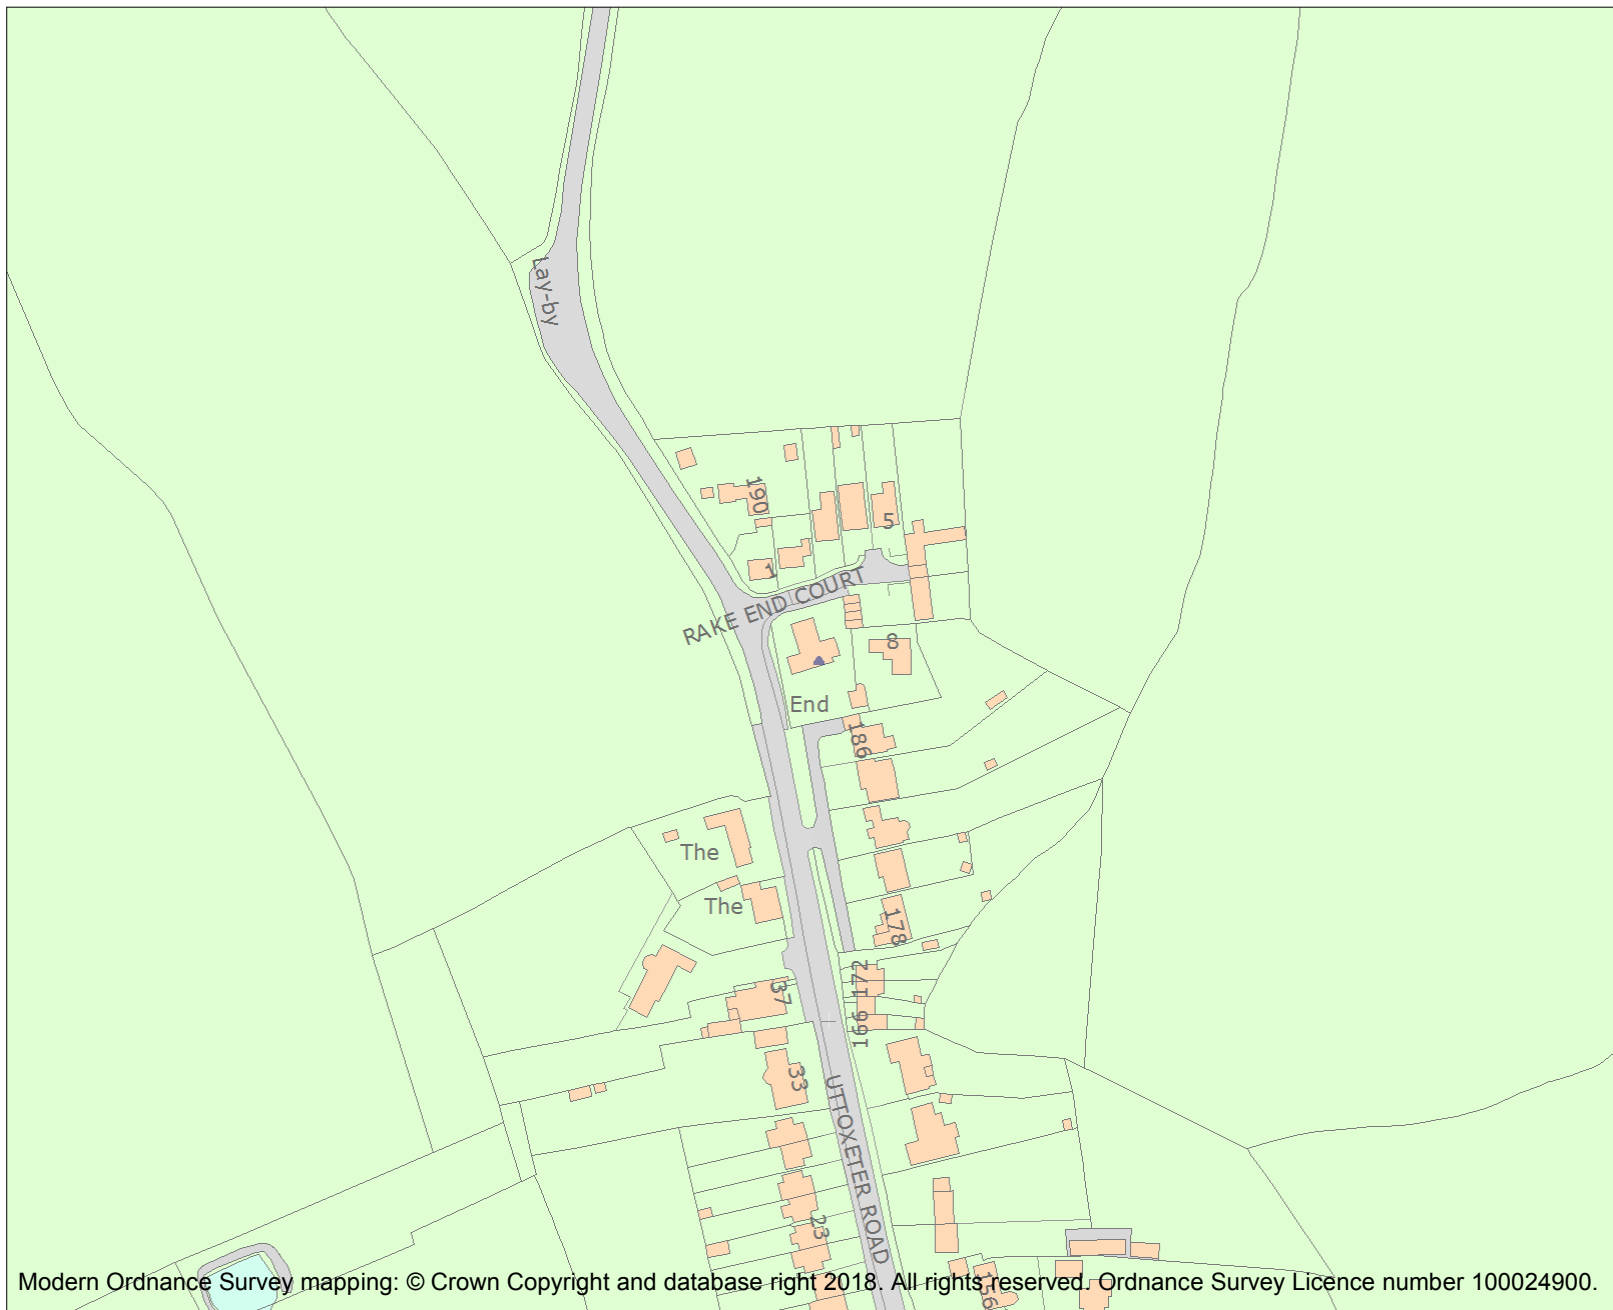 Lay-by
190
5
1
RAKE END COURT
8
End
186
The
The
178
37
166 172
33
UTTOXETER ROAD
23
156
Modern Ordnance Survey mapping: © Crown Copyright and database right 2018. All rights reserved. Ordnance Survey Licence number 100024900.